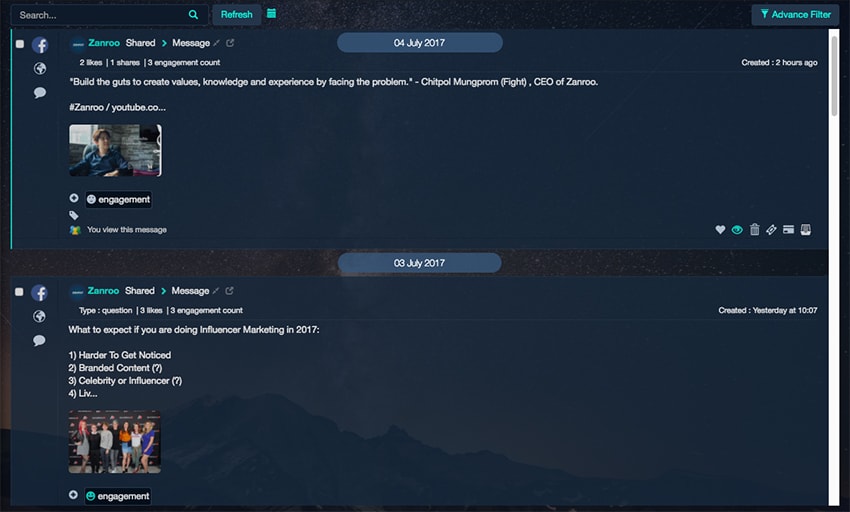 Search...
Refresh
Advance Filter
04 July 2017
Zanroo Shared Message
2 likes | 1 shares | 3 engagement count
Created : 2 hours ago
"Build the guts to create values, knowledge and experience by facing the problem." - Chitpol Mungprom (Fight) , CEO of Zanroo.
#Zanroo / youtube.co...
engagement
You view this message
03 July 2017
Zanroo Shared Message
Type : question | 3 likes | 3 engagement count
Created : Yesterday at 10:07
What to expect if you are doing Influencer Marketing in 2017:
1) Harder To Get Noticed
2) Branded Content (?)
3) Celebrity or Influencer (?)
4) Liv...
engagement